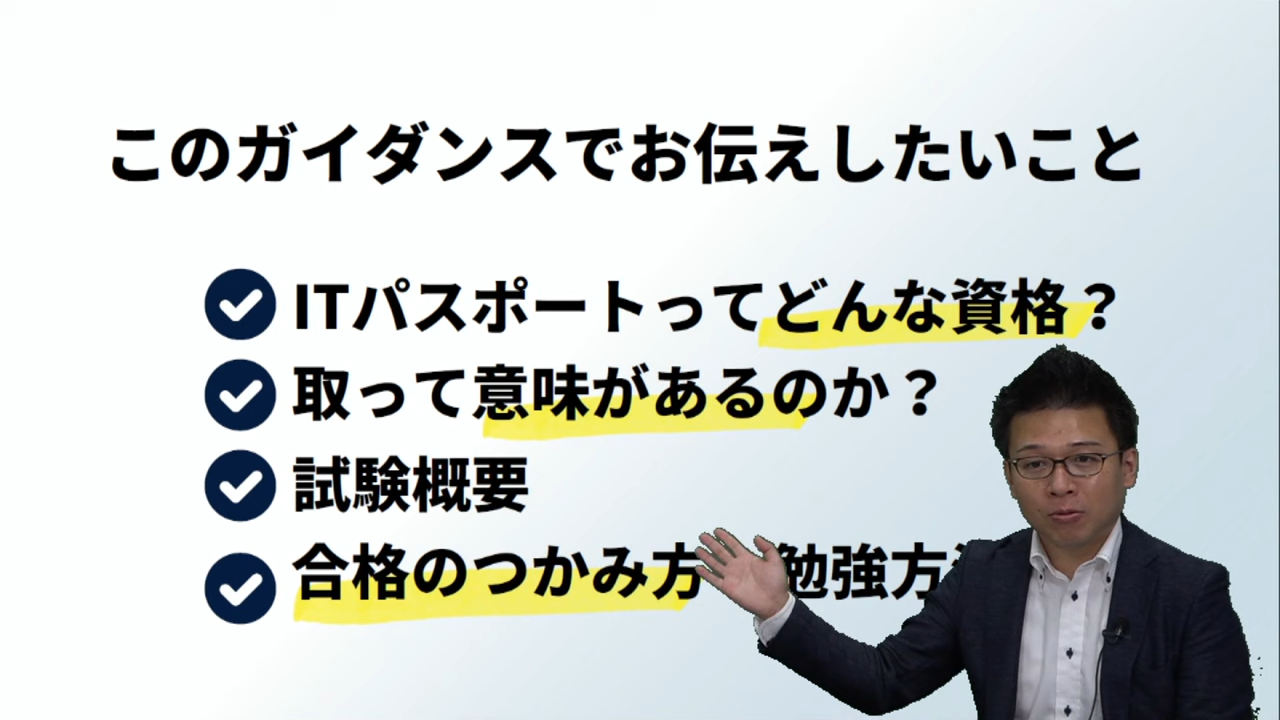 このガイダンスでお伝えしたいこと
ITパスポートってどんな資格？
取って意味があるのか？
試験概要
合格のつかみ方 勉強方